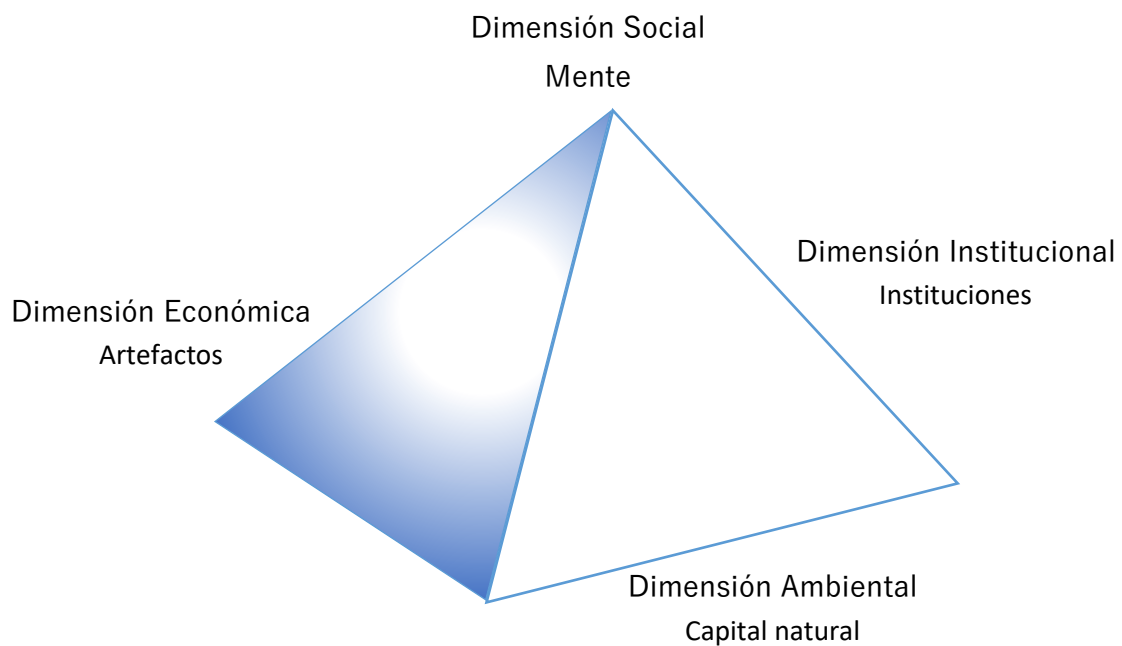 Dimensión Social
Mente
Dimensión Institucional
Instituciones
Dimensión Económica
Artefactos
Dimensión Ambiental
Capital natural